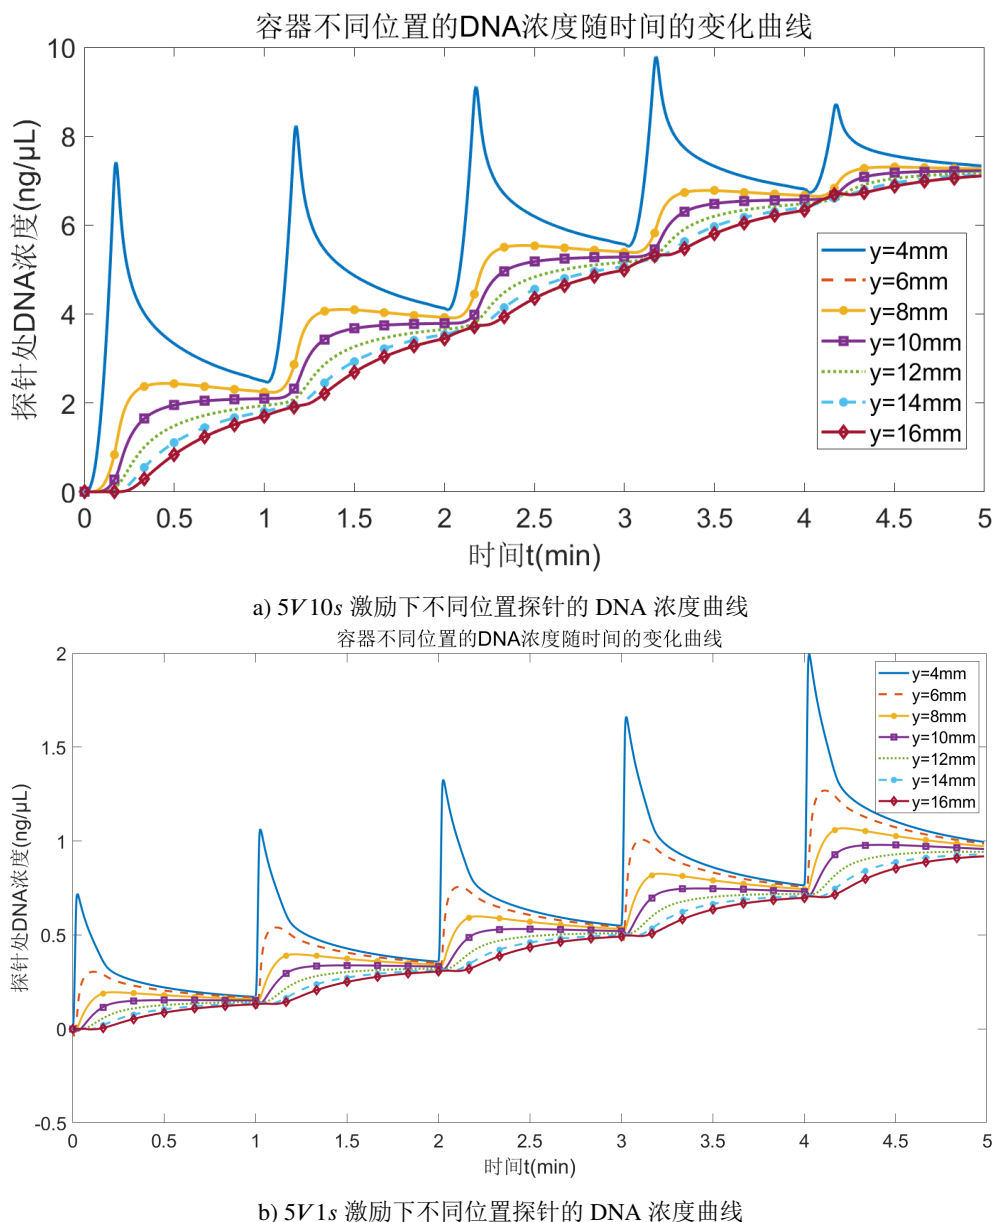 容器不同位置的DNA浓度随时间的变化曲线
10
8
6
4
2
0
探针处DNA浓度(ng/μL)
y=4mm
y=6mm
y=8mm
y=10mm
y=12mm
y=14mm
y=16mm
0 0.5 1 1.5 2 2.5 3 3.5 4 4.5 5
时间t(min)
a) 5V10s 激励下不同位置探针的 DNA 浓度曲线
容器不同位置的DNA浓度随时间的变化曲线
2
1.5
1
0.5
0
-0.5
探针处DNA浓度(ng/μL)
y=4mm
y=6mm
y=8mm
y=10mm
y=12mm
y=14mm
y=16mm
0 0.5 1 1.5 2 2.5 3 3.5 4 4.5 5
时间t(min)
b) 5V1s 激励下不同位置探针的 DNA 浓度曲线